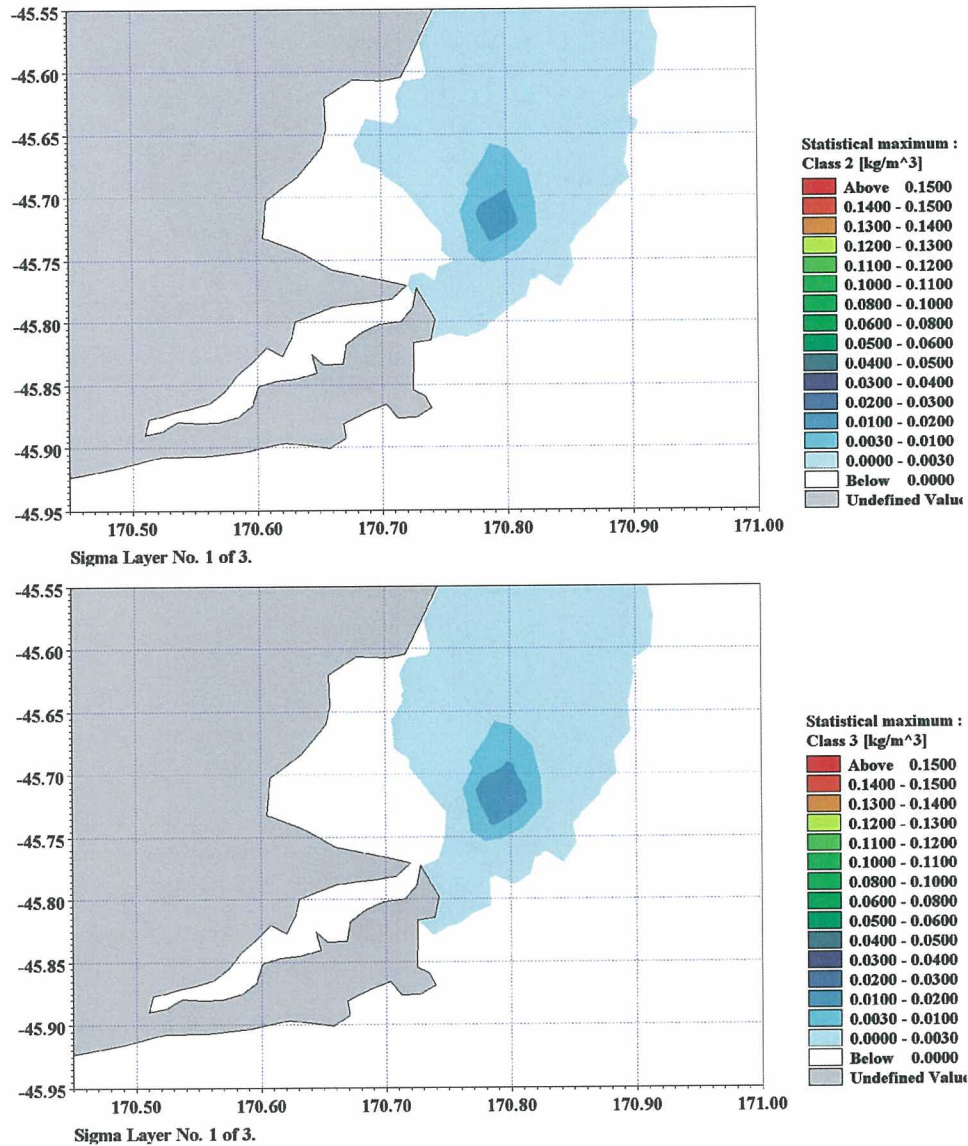 -45.55
-45.60
-45.65
-45.70
-45.75
-45.80
-45.85
-45.90
-45.95
170.50 170.60 170.70 170.80 170.90 171.00
Sigma Layer No. 1 of 3.
Statistical maximum :
Class 2 [kg/m^3]
Above 0.1500
0.1400 - 0.1500
0.1300 - 0.1400
0.1200 - 0.1300
0.1100 - 0.1200
0.1000 - 0.1100
0.0800 - 0.1000
0.0600 - 0.0800
0.0500 - 0.0600
0.0400 - 0.0500
0.0300 - 0.0400
0.0200 - 0.0300
0.0100 - 0.0200
0.0030 - 0.0100
0.0000 - 0.0030
Below 0.0000
Undefined Value
-45.55
-45.60
-45.65
-45.70
-45.75
-45.80
-45.85
-45.90
-45.95
170.50 170.60 170.70 170.80 170.90 171.00
Sigma Layer No. 1 of 3.
Statistical maximum :
Class 3 [kg/m^3]
Above 0.1500
0.1400 - 0.1500
0.1300 - 0.1400
0.1200 - 0.1300
0.1100 - 0.1200
0.1000 - 0.1100
0.0800 - 0.1000
0.0600 - 0.0800
0.0500 - 0.0600
0.0400 - 0.0500
0.0300 - 0.0400
0.0200 - 0.0300
0.0100 - 0.0200
0.0030 - 0.0100
0.0000 - 0.0030
Below 0.0000
Undefined Value